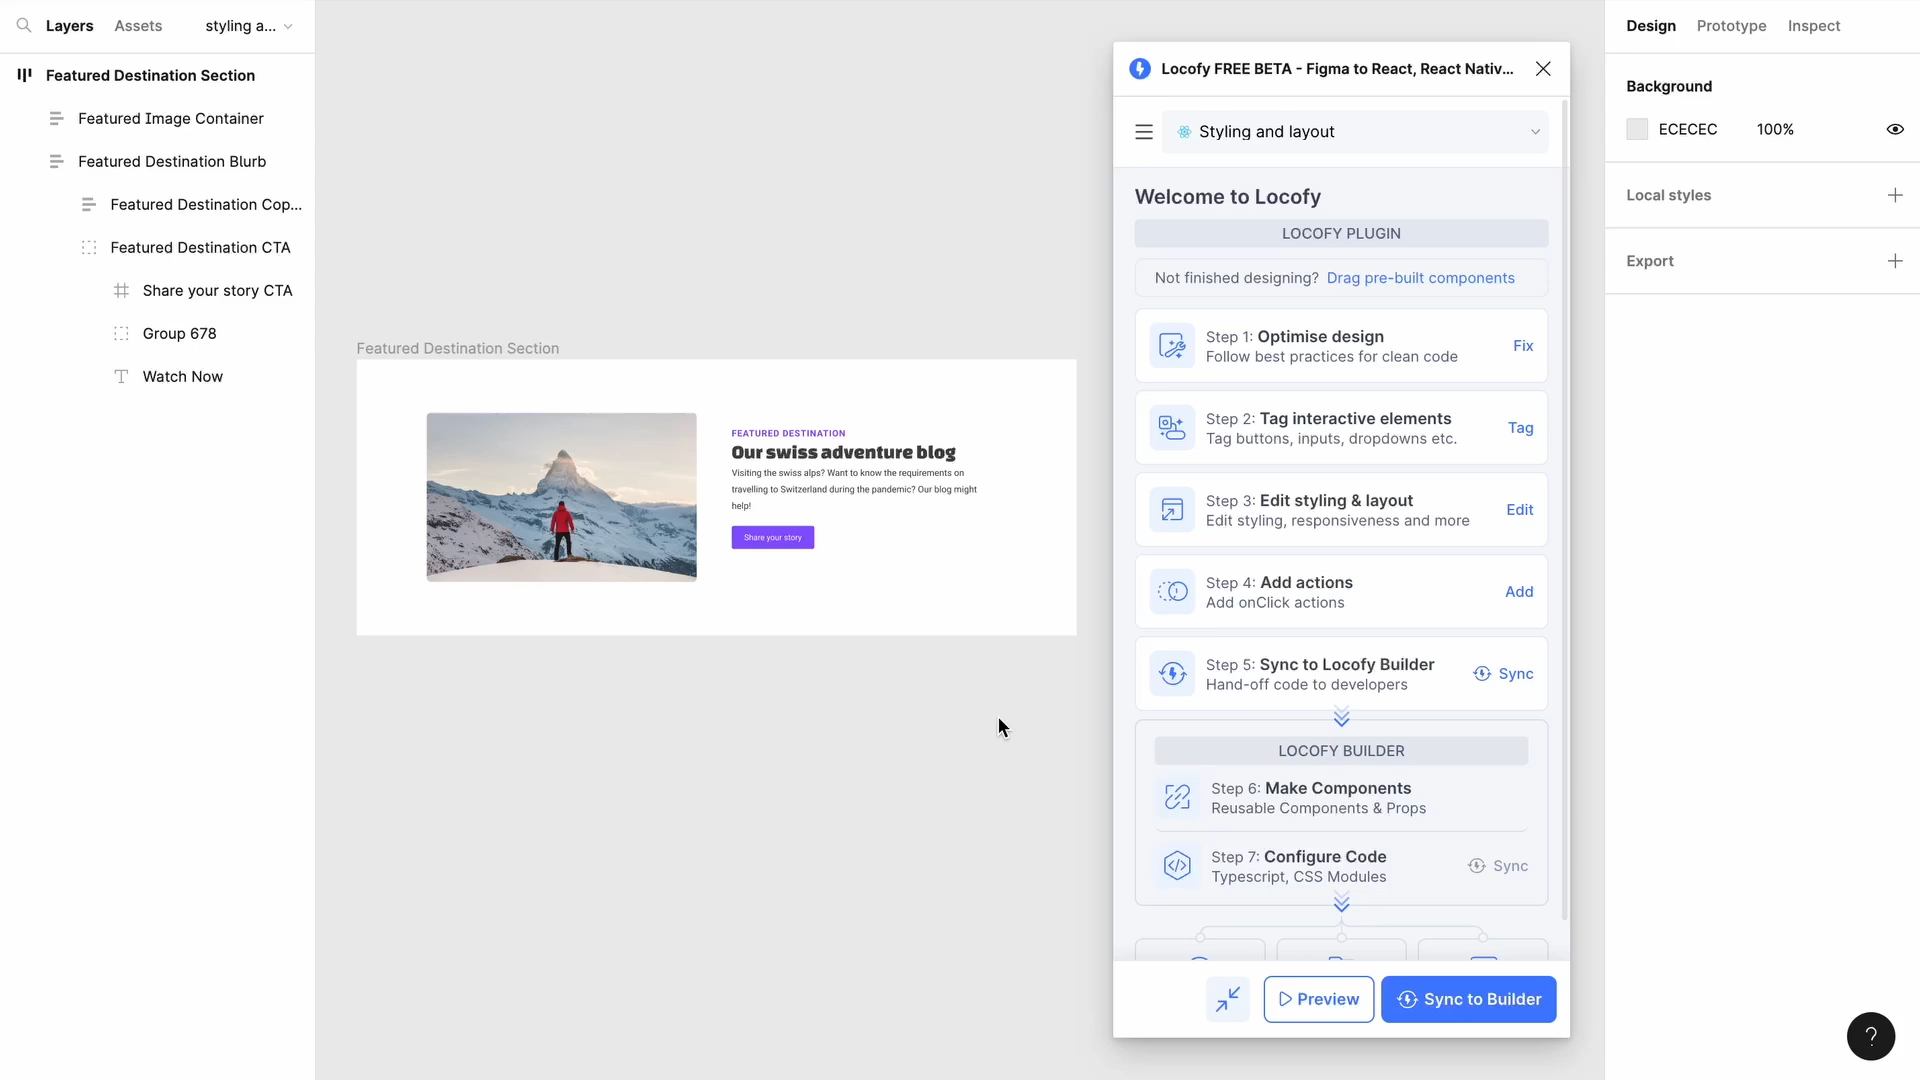 Layers
Assets
styling a...
Featured Destination Section
Featured Image Container
Featured Destination Blurb
Featured Destination Cop...
Featured Destination CTA
Share your story CTA
Group 678
Watch Now
Featured Destination Section
FEATURED DESTINATION
Our swiss adventure blog
Visiting the swiss alps? Want to know the requirements on
travelling to Switzerland during the pandemic? Our blog might
help!
Share your story
Locofy FREE BETA - Figma to React, React Nativ...
Styling and layout
Welcome to Locofy
LOCOFY PLUGIN
Not finished designing? Drag pre-built components
Step 1: Optimise design
Follow best practices for clean code
Fix
Step 2: Tag interactive elements
Tag buttons, inputs, dropdowns etc.
Tag
Step 3: Edit styling & layout
Edit styling, responsiveness and more
Edit
Step 4: Add actions
Add onClick actions
Add
Step 5: Sync to Locofy Builder
Hand-off code to developers
Sync
LOCOFY BUILDER
Step 6: Make Components
Reusable Components & Props
Step 7: Configure Code
Typescript, CSS Modules
Sync
Preview
Sync to Builder
Design
Prototype
Inspect
Background
ECECEC
100%
Local styles
Export
?